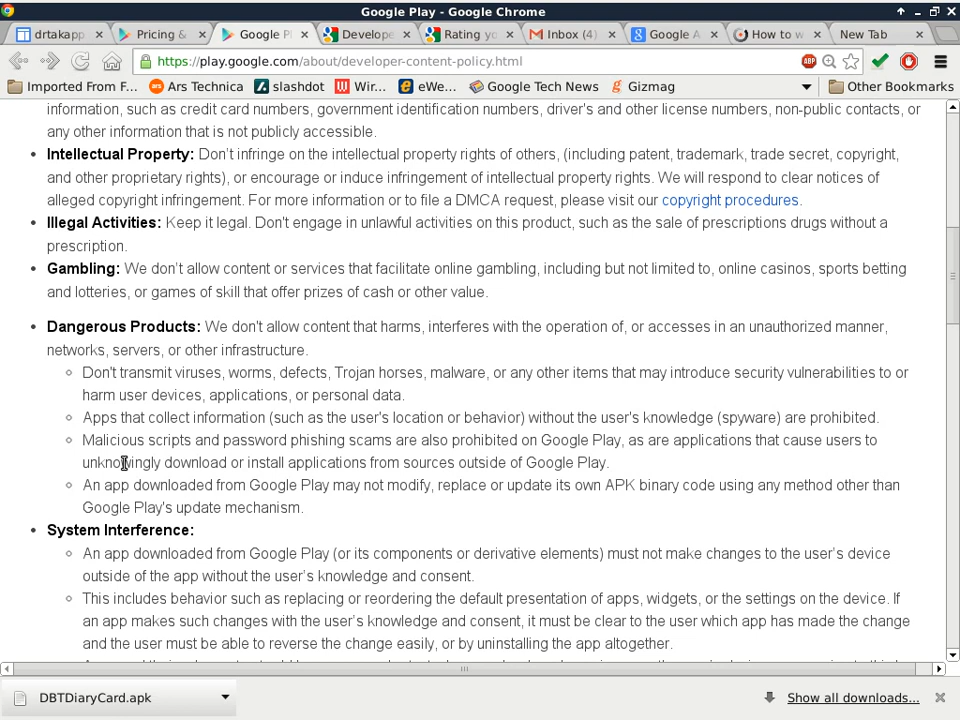 Google Play - Google Chrome
drtakapp
Pricing &
Google P
Develope
Rating yo
Inbox (4)
Google A
How to w
New Tab
https://play.google.com/about/developer-content-policy.html
ABP
Imported From F...
ars
Ars Technica
slashdot
Wir...
eWe...
Google Tech News
Gizmag
Other Bookmarks
information, such as credit card numbers, government identification numbers, driver's and other license numbers, non-public contacts, or
any other information that is not publicly accessible.
• Intellectual Property: Don't infringe on the intellectual property rights of others, (including patent, trademark, trade secret, copyright,
and other proprietary rights), or encourage or induce infringement of intellectual property rights. We will respond to clear notices of
alleged copyright infringement. For more information or to file a DMCA request, please visit our copyright procedures.
• Illegal Activities: Keep it legal. Don't engage in unlawful activities on this product, such as the sale of prescriptions drugs without a
prescription.
• Gambling: We don't allow content or services that facilitate online gambling, including but not limited to, online casinos, sports betting
and lotteries, or games of skill that offer prizes of cash or other value.
• Dangerous Products: We don't allow content that harms, interferes with the operation of, or accesses in an unauthorized manner,
networks, servers, or other infrastructure.
Don't transmit viruses, worms, defects, Trojan horses, malware, or any other items that may introduce security vulnerabilities to or
harm user devices, applications, or personal data.
Apps that collect information (such as the user's location or behavior) without the user's knowledge (spyware) are prohibited.
Malicious scripts and password phishing scams are also prohibited on Google Play, as are applications that cause users to
unknowingly download or install applications from sources outside of Google Play.
An app downloaded from Google Play may not modify, replace or update its own APK binary code using any method other than
Google Play's update mechanism.
• System Interference:
An app downloaded from Google Play (or its components or derivative elements) must not make changes to the user's device
outside of the app without the user's knowledge and consent.
This includes behavior such as replacing or reordering the default presentation of apps, widgets, or the settings on the device. If
an app makes such changes with the user's knowledge and consent, it must be clear to the user which app has made the change
and the user must be able to reverse the change easily, or by uninstalling the app altogether.
DBTDiaryCard.apk
Show all downloads...